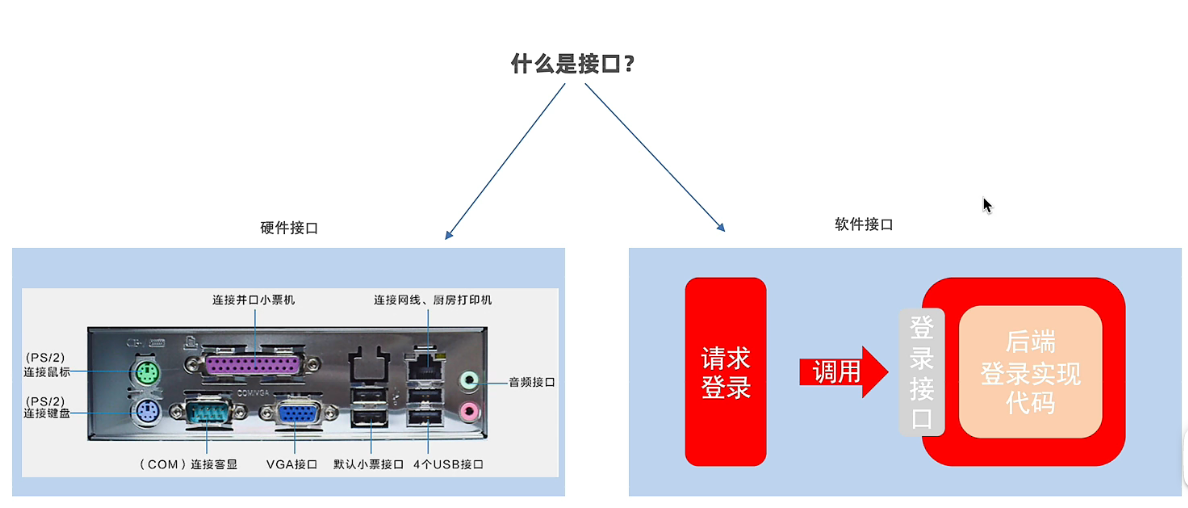 什么是接口？
硬件接口
软件接口
连接并口小票机
连接网线、厨房打印机
(PS/2)
连接鼠标
(PS/2)
连接键盘
音频接口
COM/VGA
（COM）连接客显
VGA接口
默认小票接口
4个USB接口
请求
登录
调用
登
录
接
口
后端
登录实现
代码